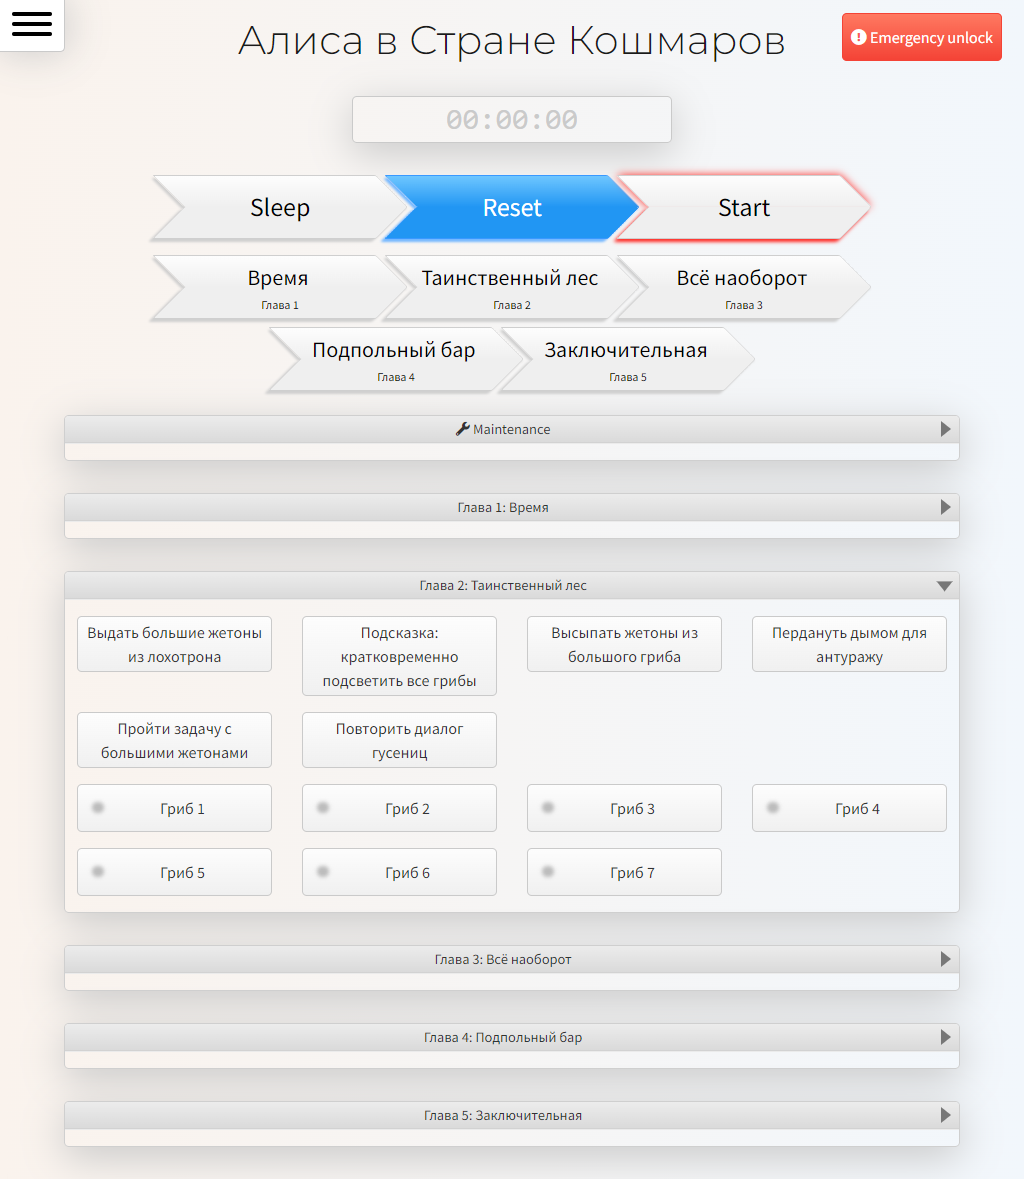 Алиса в Стране Кошмаров
Emergency unlock
00:00:00
Sleep
Reset
Start
Время
Глава 1
Таинственный лес
Глава 2
Всё наоборот
Глава 3
Подпольный бар
Глава 4
Заключительная
Глава 5
Maintenance
Глава 1: Время
Глава 2: Таинственный лес
Выдать большие жетоны
из лохотрона
Подсказка:
кратковременно
подсветить все грибы
Высыпать жетоны из
большого гриба
Пердануть дымом для
антуражу
Пройти задачу с
большими жетонами
Повторить диалог
гусениц
Гриб 1
Гриб 2
Гриб 3
Гриб 4
Гриб 5
Гриб 6
Гриб 7
Глава 3: Всё наоборот
Глава 4: Подпольный бар
Глава 5: Заключительная